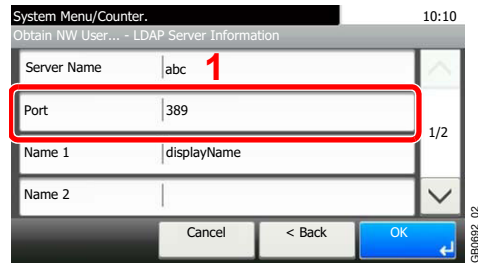 System Menu/Counter. 10:10
Obtain NW User... - LDAP Server Information
Server Name abc 1
Port 389
1/2
Name 1 displayName
Name 2
Cancel < Back OK
GB0692_02